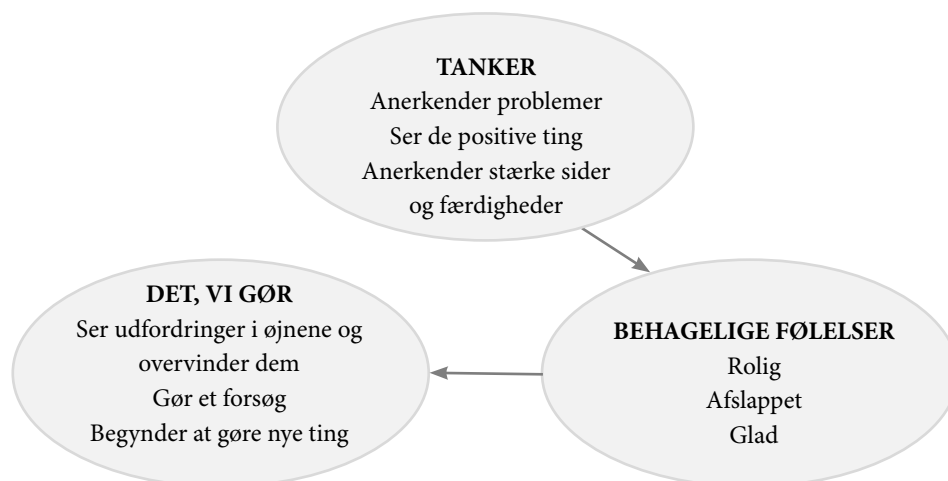 TANKER
Anerkender problemer
Ser de positive ting
Anerkender stærke sider
og færdigheder
BEHAGELIGE FØLELSER
Rolig
Afslappet
Glad
DET, VI GØR
Ser udfordringer i øjnene og
overvinder dem
Gør et forsøg
Begynder at gøre nye ting